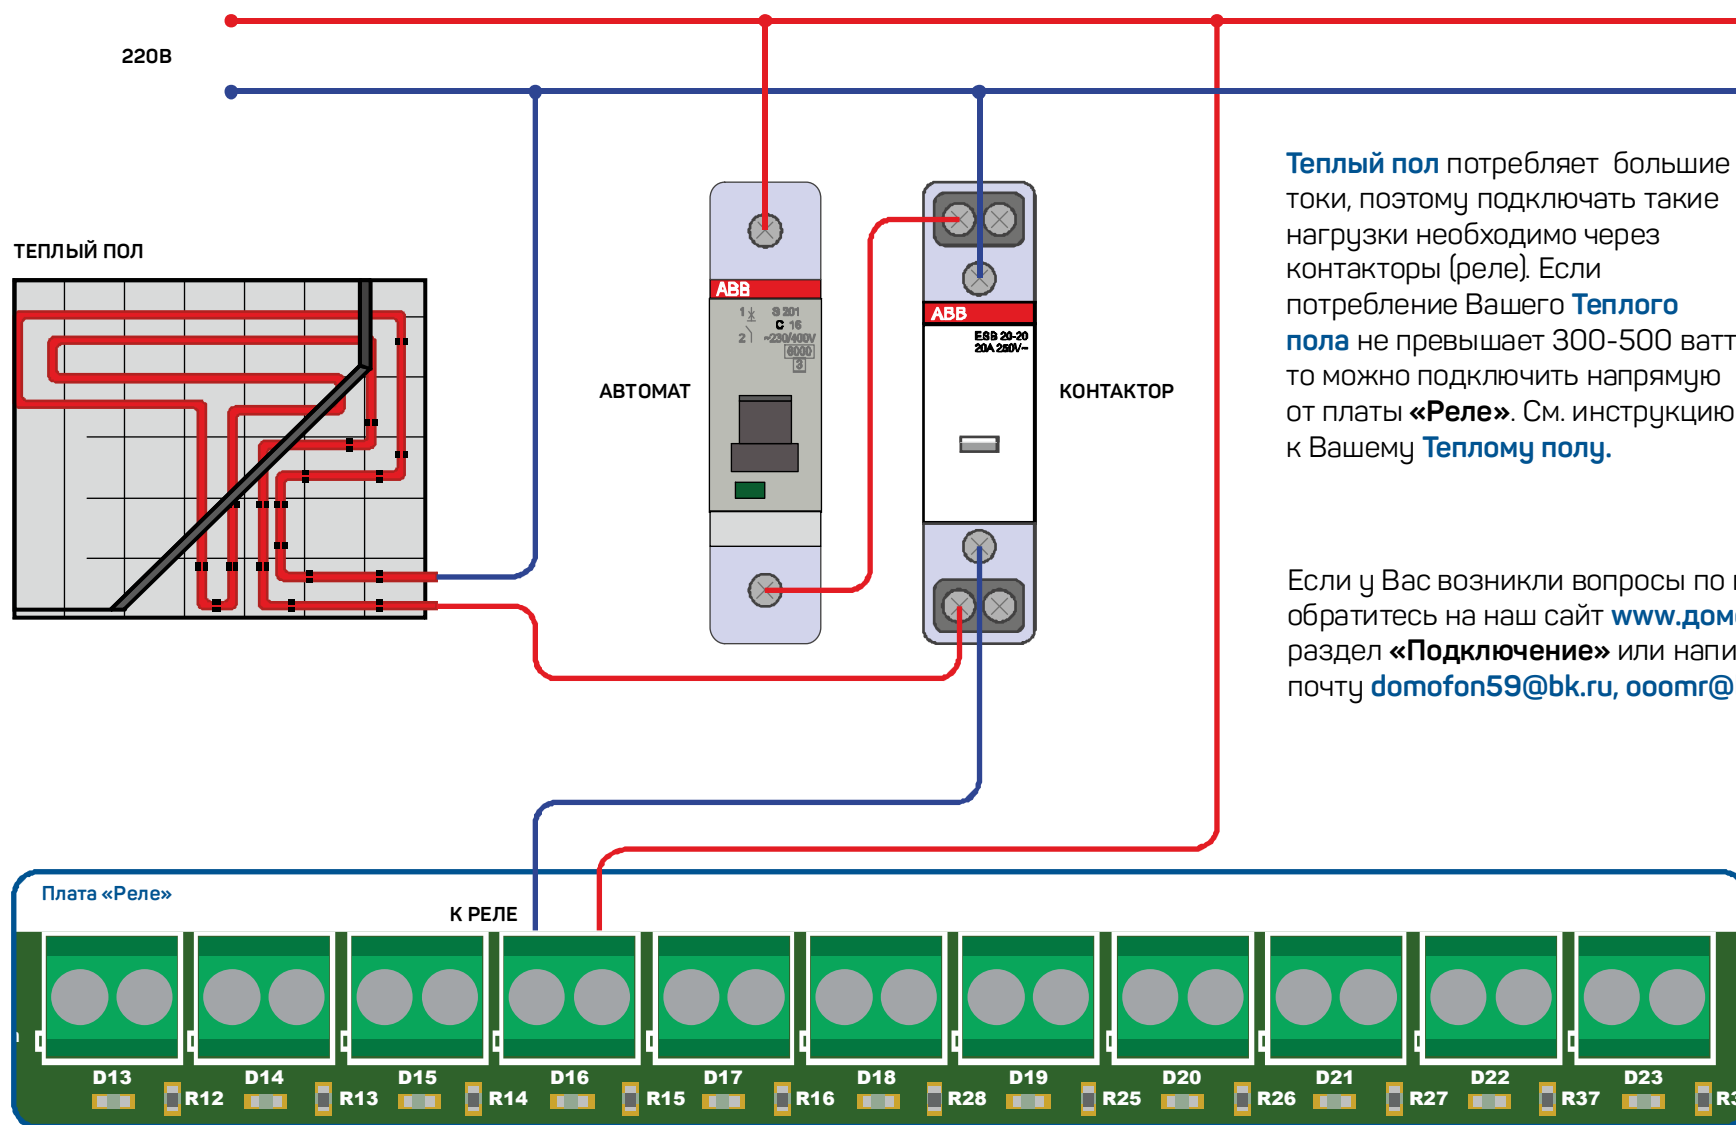 220В
Теплый пол потребляет большие
токи, поэтому подключать такие
нагрузки необходимо через
контакторы (реле). Если
потребление Вашего Теплого
пола не превышает 300-500 ватт
то можно подключить напрямую
от платы «Реле». См. инструкцию
к Вашему Теплому полу.
ТЕПЛЫЙ ПОЛ
АВТОМАТ
ABB
1 S 201
C 16
2 ~230/400V
6000
3
ABB
ESB 20-20
20A 250V~
КОНТАКТОР
Если у Вас возникли вопросы по
обратитесь на наш сайт
раздел «Подключение» или
почту domofon59@bk.ru,
Плата «Реле»
К РЕЛЕ
D13 D14 D15 D16 D17 D18 D19 D20 D21 D22 D23
R12 R13 R14 R15 R16 R28 R25 R26 R27 R37